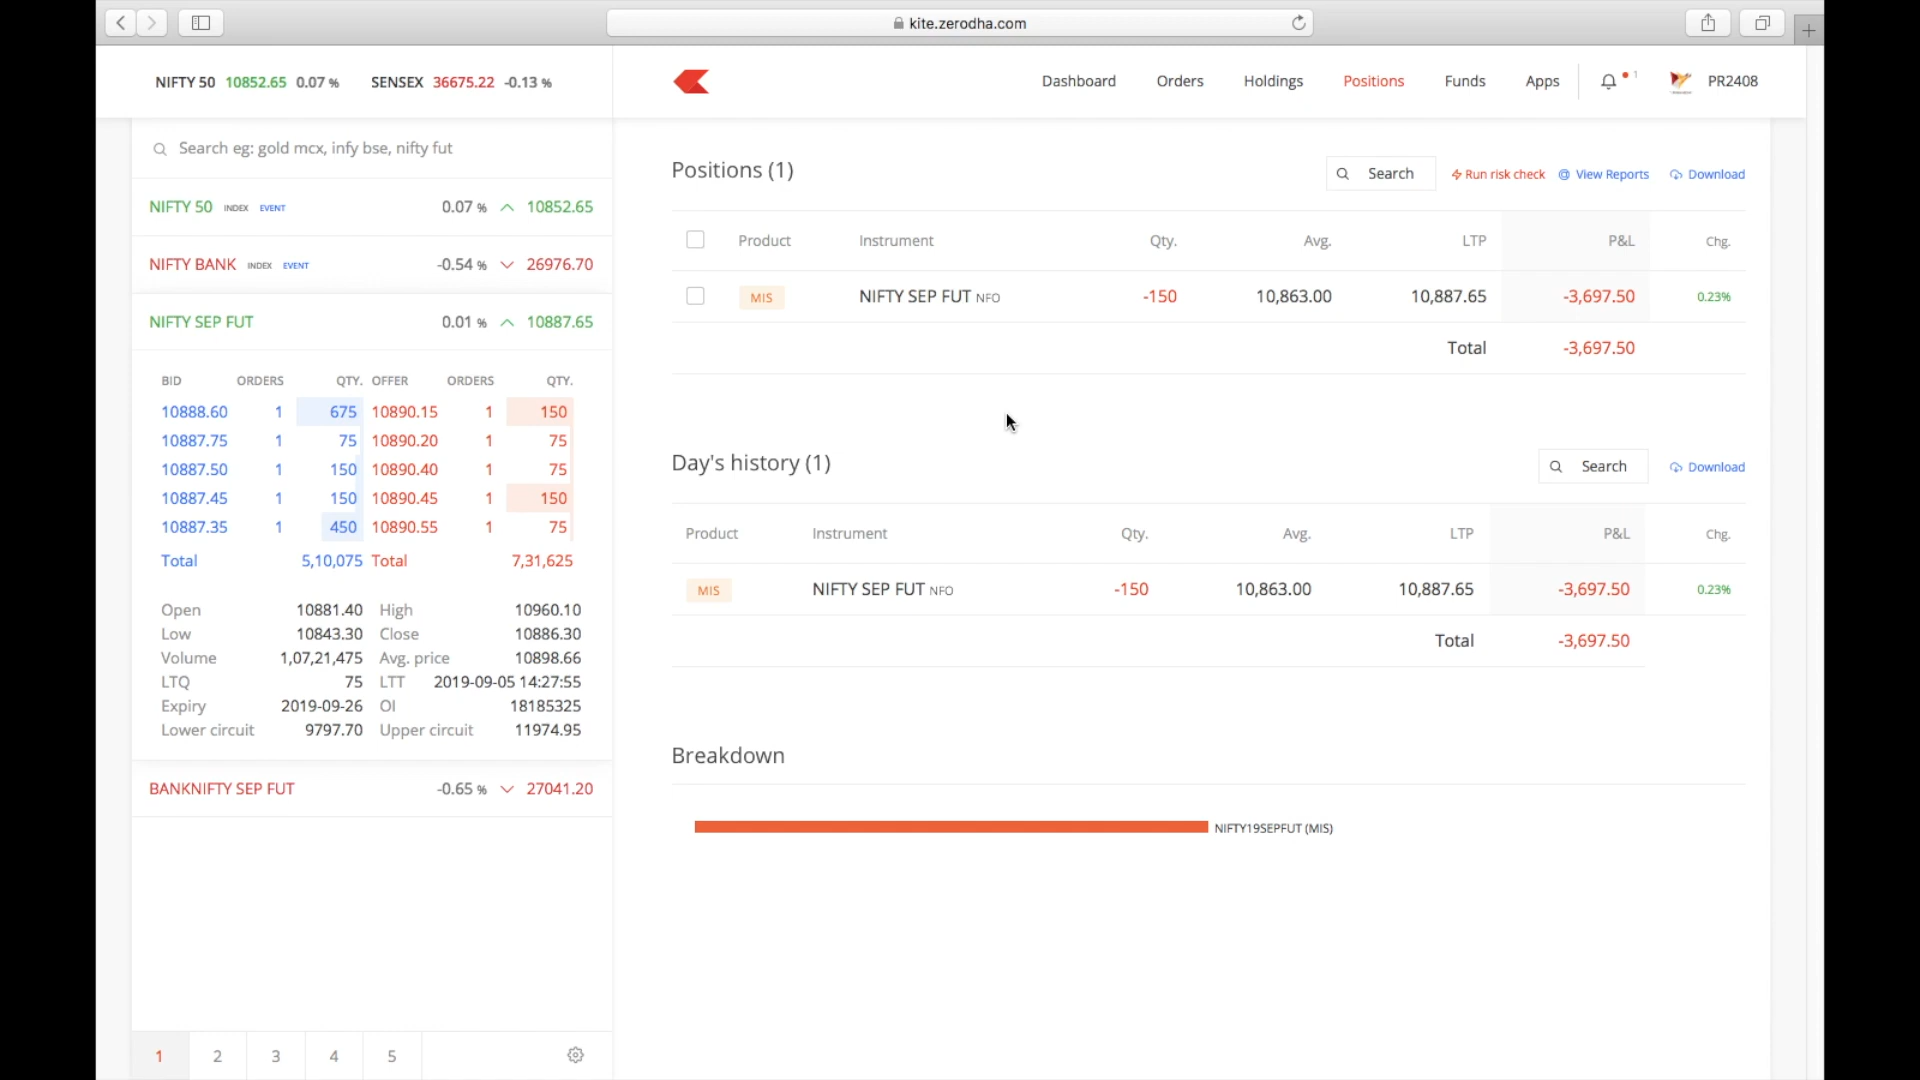 kite.zerodha.com
NIFTY 50 10852.65 0.07 % SENSEX 36675.22 -0.13 %
Dashboard Orders Holdings Positions Funds Apps 1 PR2408
Search eg: gold mcx, infy bse, nifty fut
NIFTY 50 INDEX EVENT 0.07 % 10852.65
NIFTY BANK INDEX EVENT -0.54 % 26976.70
NIFTY SEP FUT 0.01 % 10887.65
BID ORDERS QTY. OFFER ORDERS QTY.
10888.60 1 675 10890.15 1 150
10887.75 1 75 10890.20 1 75
10887.50 1 150 10890.40 1 75
10887.45 1 150 10890.45 1 150
10887.35 1 450 10890.55 1 75
Total 5,10,075 Total 7,31,625
Open 10881.40 High 10960.10
Low 10843.30 Close 10886.30
Volume 1,07,21,475 Avg. price 10898.66
LTQ 75 LTT 2019-09-05 14:27:55
Expiry 2019-09-26 OI 18185325
Lower circuit 9797.70 Upper circuit 11974.95
BANKNIFTY SEP FUT -0.65 % 27041.20
1 2 3 4 5
Positions (1) Search Run risk check View Reports Download
Product Instrument Qty. Avg. LTP P&L Chg.
MIS NIFTY SEP FUT NFO -150 10,863.00 10,887.65 -3,697.50 0.23%
Total -3,697.50
Day's history (1) Search Download
Product Instrument Qty. Avg. LTP P&L Chg.
MIS NIFTY SEP FUT NFO -150 10,863.00 10,887.65 -3,697.50 0.23%
Total -3,697.50
Breakdown
NIFTY19SEPFUT (MIS)